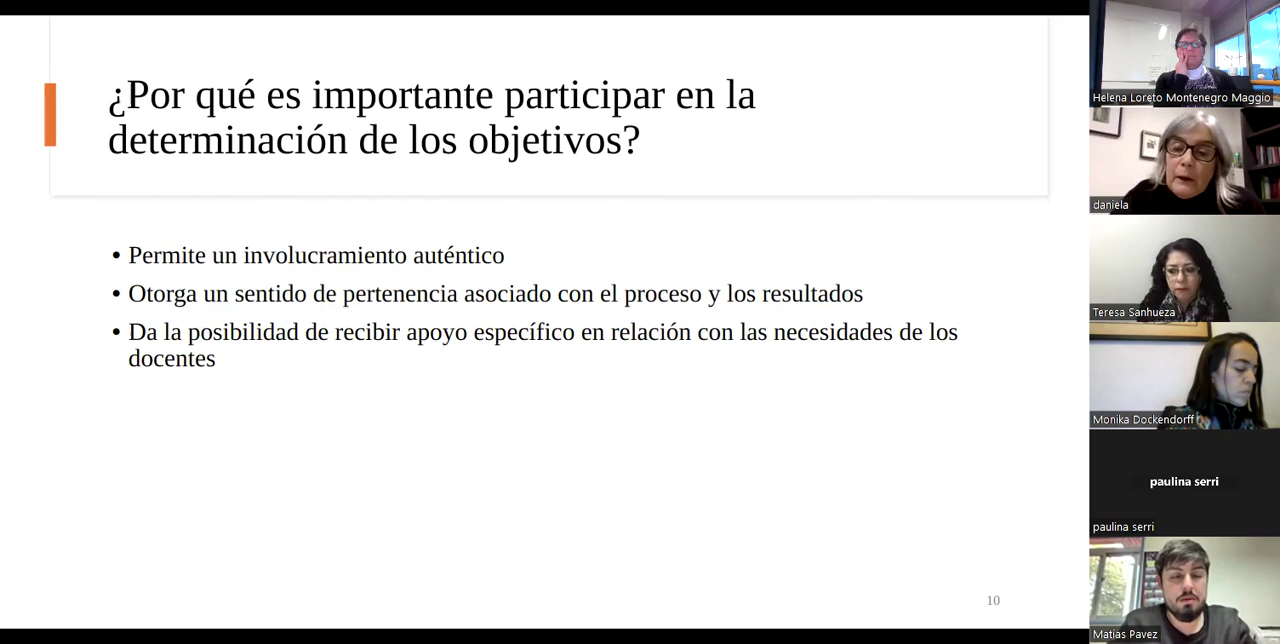 ¿Por qué es importante participar en la
determinación de los objetivos?
• Permite un involucramiento auténtico
• Otorga un sentido de pertenencia asociado con el proceso y los resultados
• Da la posibilidad de recibir apoyo específico en relación con las necesidades de los
docentes
10
Helena Loreto Montenegro Maggio
daniela
Teresa Sanhueza
Monika Dockendorff
paulina serri
paulina serri
Matias Pavez